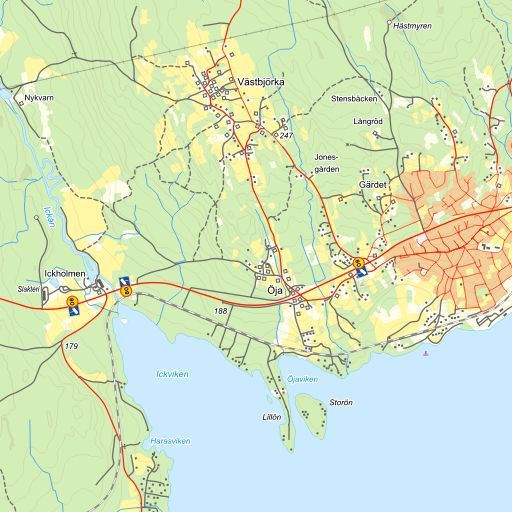 Hästmyren
Västbjörka
Nykvarn
Stensbäcken
Långröd
247
Jones-
gården
Gärdet
Ickån
Ickholmen
Slakteri
Öja
188
179
Ickviken
Öjaviken
Storön
Lillön
Harasviken